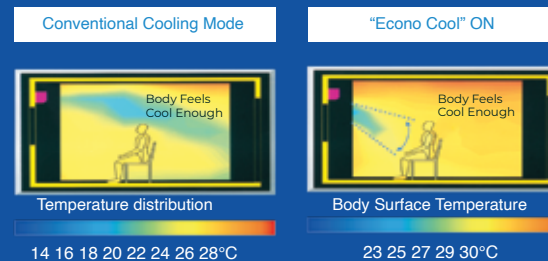 Conventional Cooling Mode
"Econo Cool" ON
Body Feels
Cool Enough
Body Feels
Cool Enough
Temperature distribution
Body Surface Temperature
14 16 18 20 22 24 26 28°C
23 25 27 29 30°C